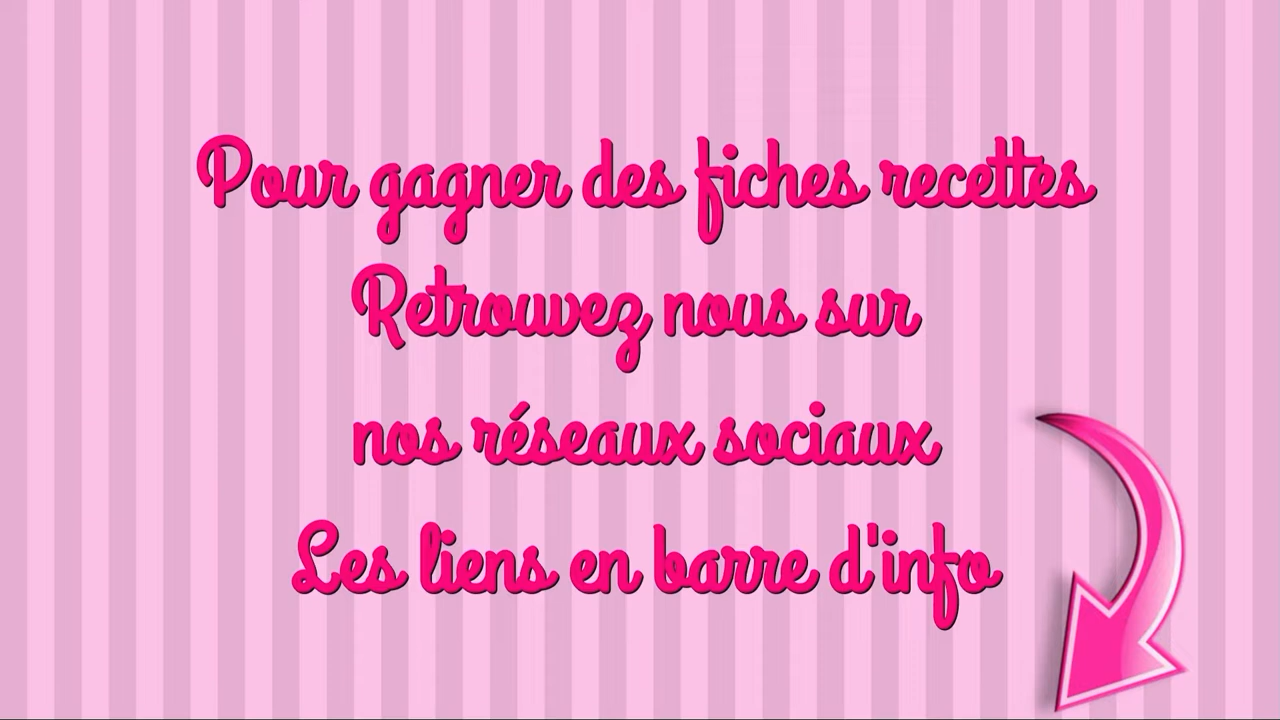 Pour gagner des fiches recettes
Retrouvez nous sur
nos réseaux sociaux
Les liens en barre d'info